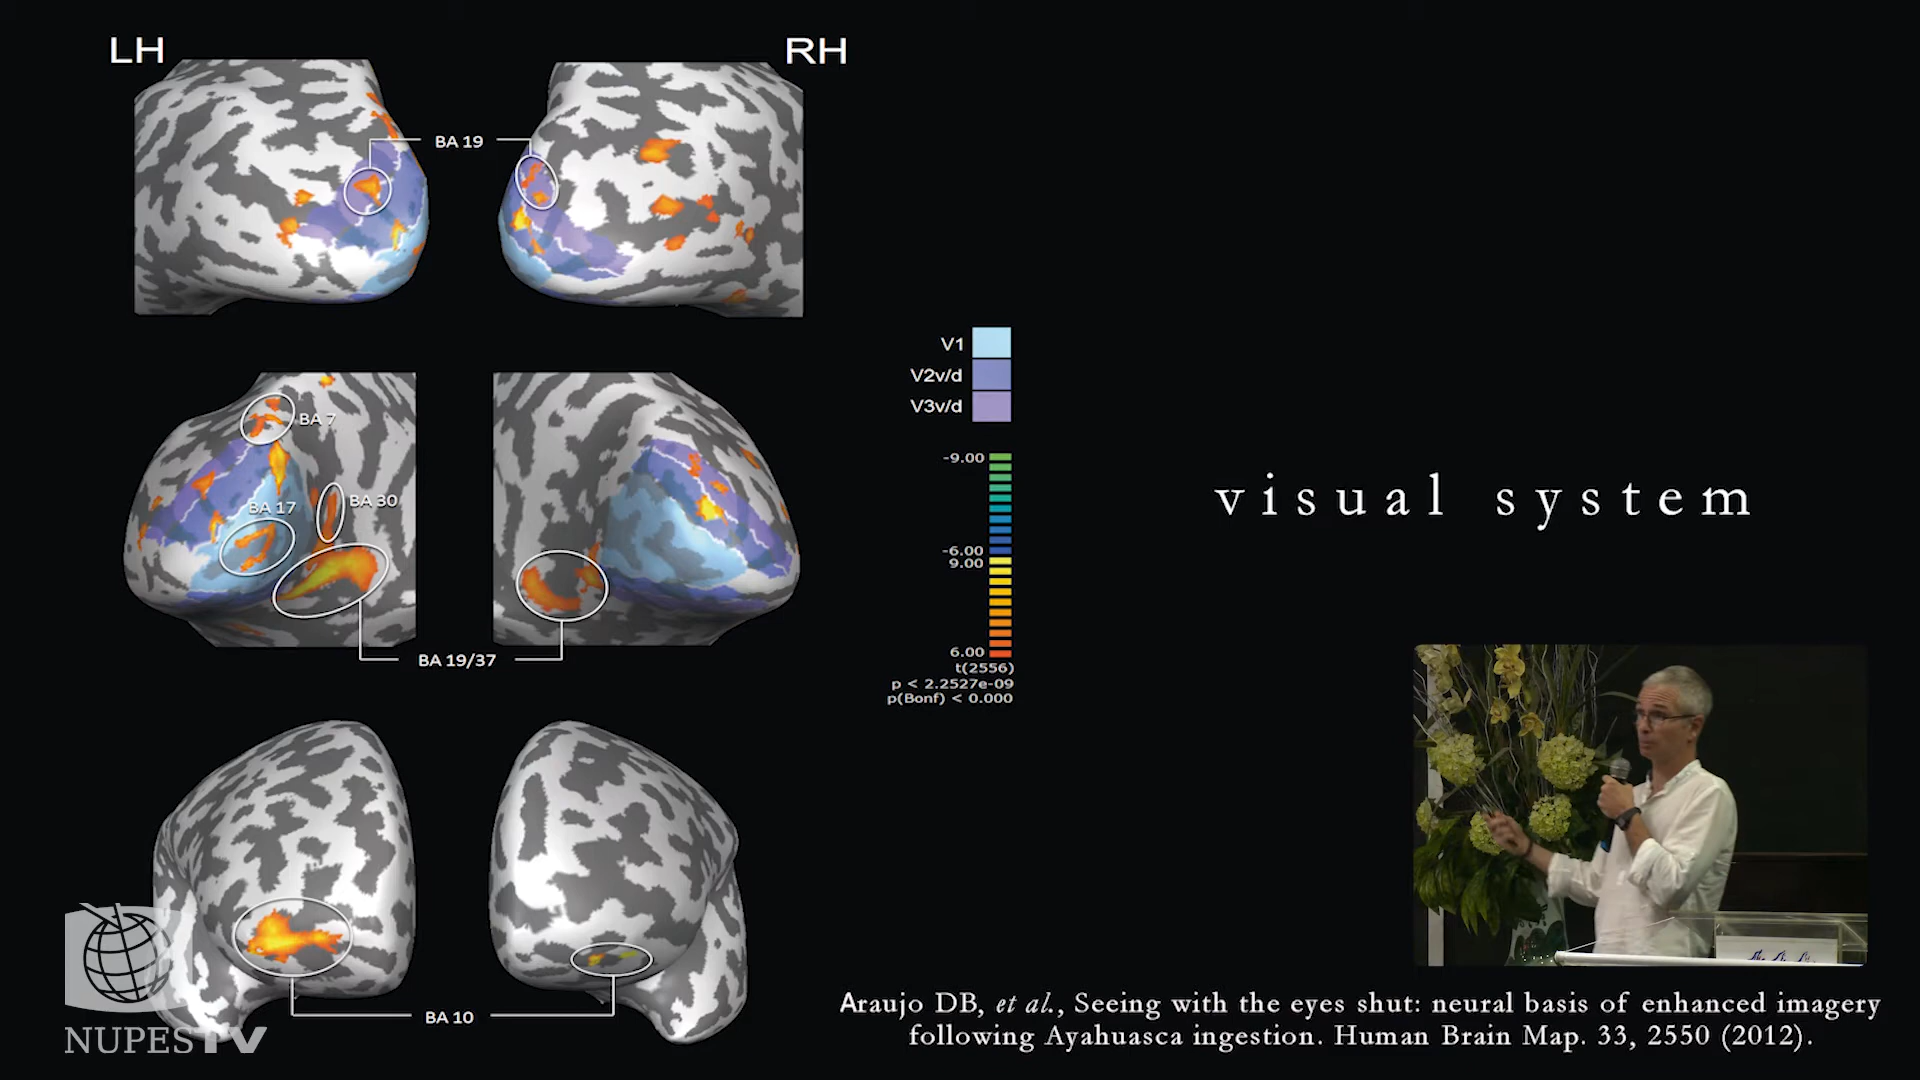 LH
RH
BA 19
V1
V2v/d
V3v/d
BA 7
BA 17
BA 30
-9.00
-6.00
9.00
6.00
t(2556)
p < 2.2527e-09
p(Bonf) < 0.000
BA 19/37
visual system
BA 10
NUPES TV
Araujo DB, et al., Seeing with the eyes shut: neural basis of enhanced imagery
following Ayahuasca ingestion. Human Brain Map. 33, 2550 (2012).